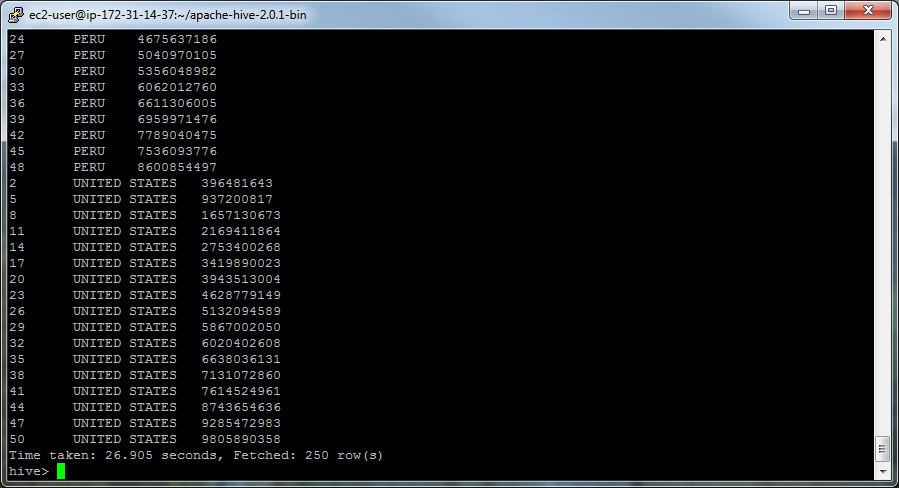 ec2-user@ip-172-31-14-37:~/apache-hive-2.0.1-bin
24 PERU 4675637186
27 PERU 5040970105
30 PERU 5356048982
33 PERU 6062012760
36 PERU 6611306005
39 PERU 6959971476
42 PERU 7789040475
45 PERU 7536093776
48 PERU 8600854497
2 UNITED STATES 396481643
5 UNITED STATES 937200817
8 UNITED STATES 1657130673
11 UNITED STATES 2169411864
14 UNITED STATES 2753400268
17 UNITED STATES 3419890023
20 UNITED STATES 3943513004
23 UNITED STATES 4628779149
26 UNITED STATES 5132094589
29 UNITED STATES 5867002050
32 UNITED STATES 6020402608
35 UNITED STATES 6638036131
38 UNITED STATES 7131072860
41 UNITED STATES 7614524961
44 UNITED STATES 8743654636
47 UNITED STATES 9285472983
50 UNITED STATES 9805890358
Time taken: 26.905 seconds, Fetched: 250 row(s)
hive>